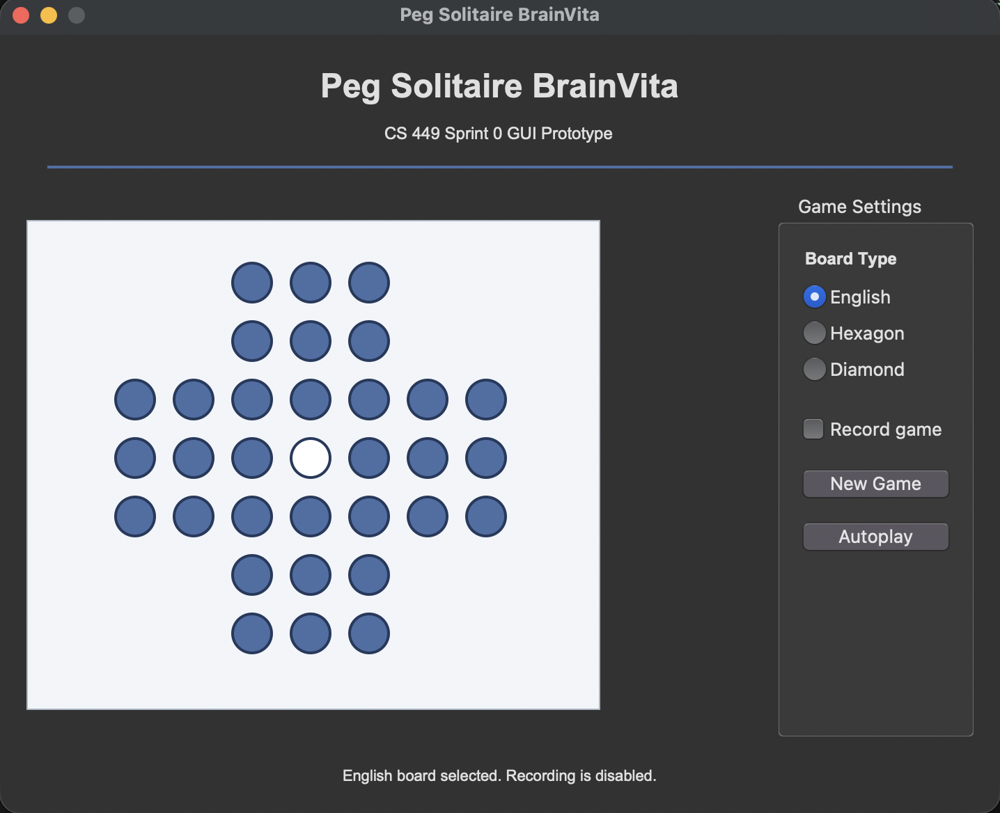 Peg Solitaire BrainVita
Peg Solitaire BrainVita
CS 449 Sprint 0 GUI Prototype
Game Settings
Board Type
English
Hexagon
Diamond
Record game
New Game
Autoplay
English board selected. Recording is disabled.